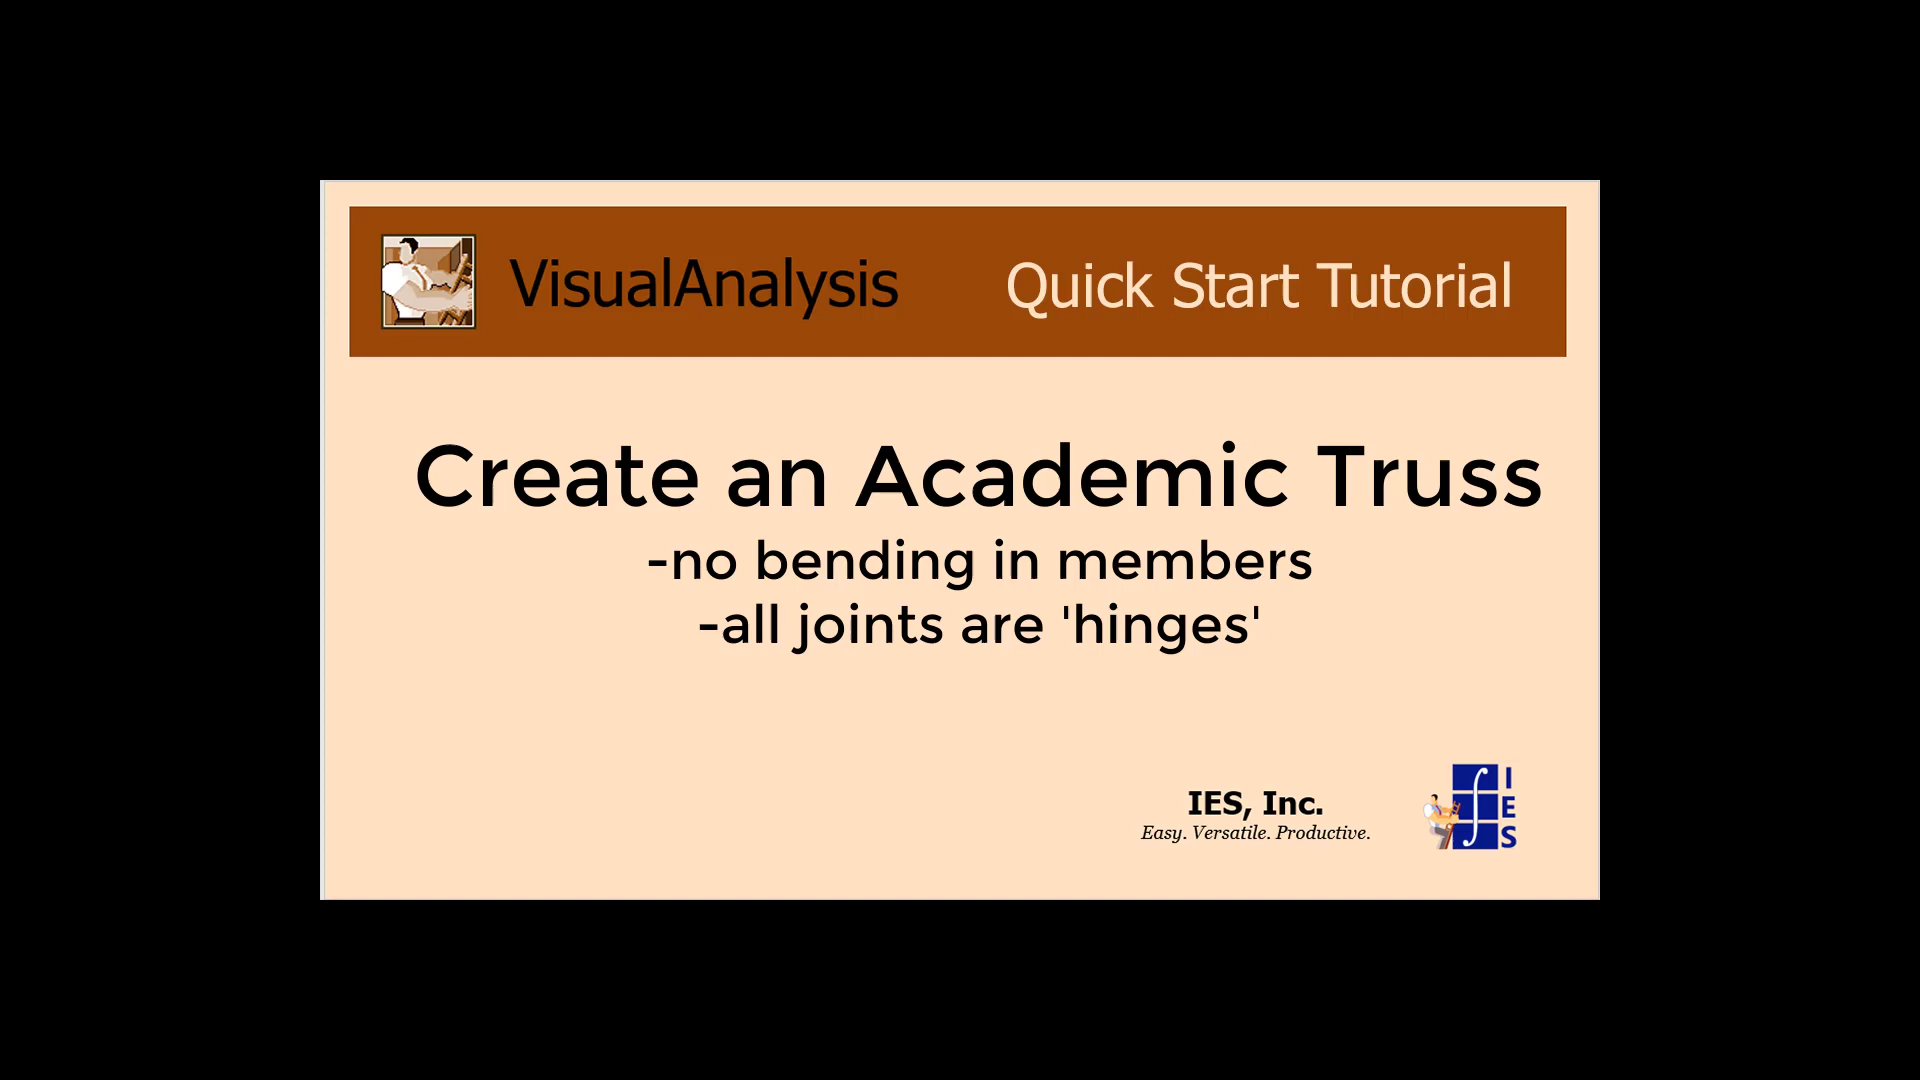 VisualAnalysis
Quick Start Tutorial
Create an Academic Truss
-no bending in members
-all joints are 'hinges'
IES, Inc.
Easy. Versatile. Productive.
I
E
S